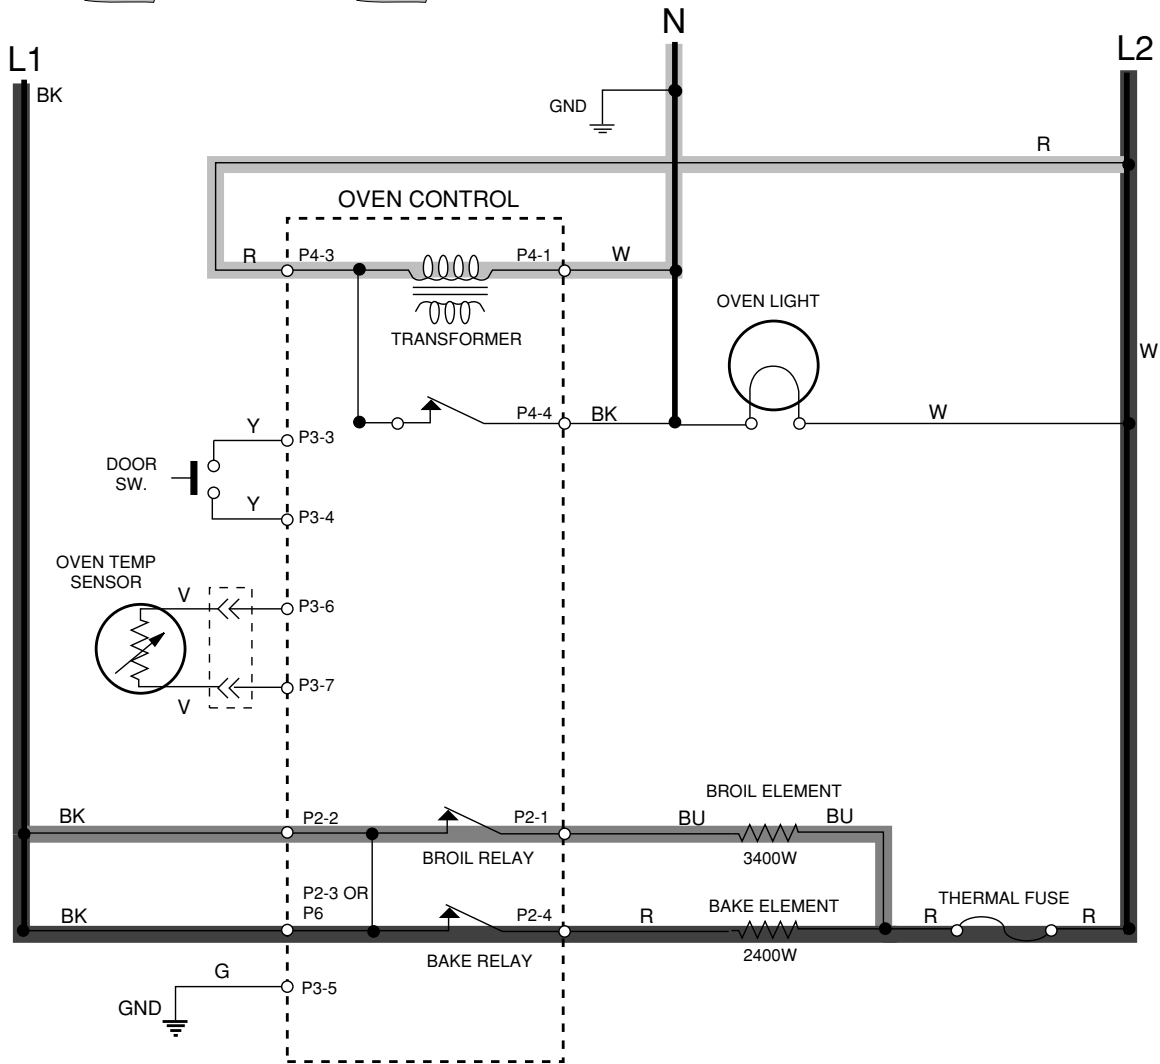 N
L1
L2
BK
GND
R
OVEN CONTROL
R
P4-3
P4-1
W
OVEN LIGHT
TRANSFORMER
W
P4-4
BK
W
Y
P3-3
DOOR
SW.
Y
P3-4
OVEN TEMP
SENSOR
V
P3-6
P3-7
V
BROIL ELEMENT
BK
P2-2
P2-1
BU
BU
BROIL RELAY
3400W
P2-3 OR
P6
BK
P2-4
R
BAKE ELEMENT
THERMAL FUSE
R
R
BAKE RELAY
2400W
G
P3-5
GND